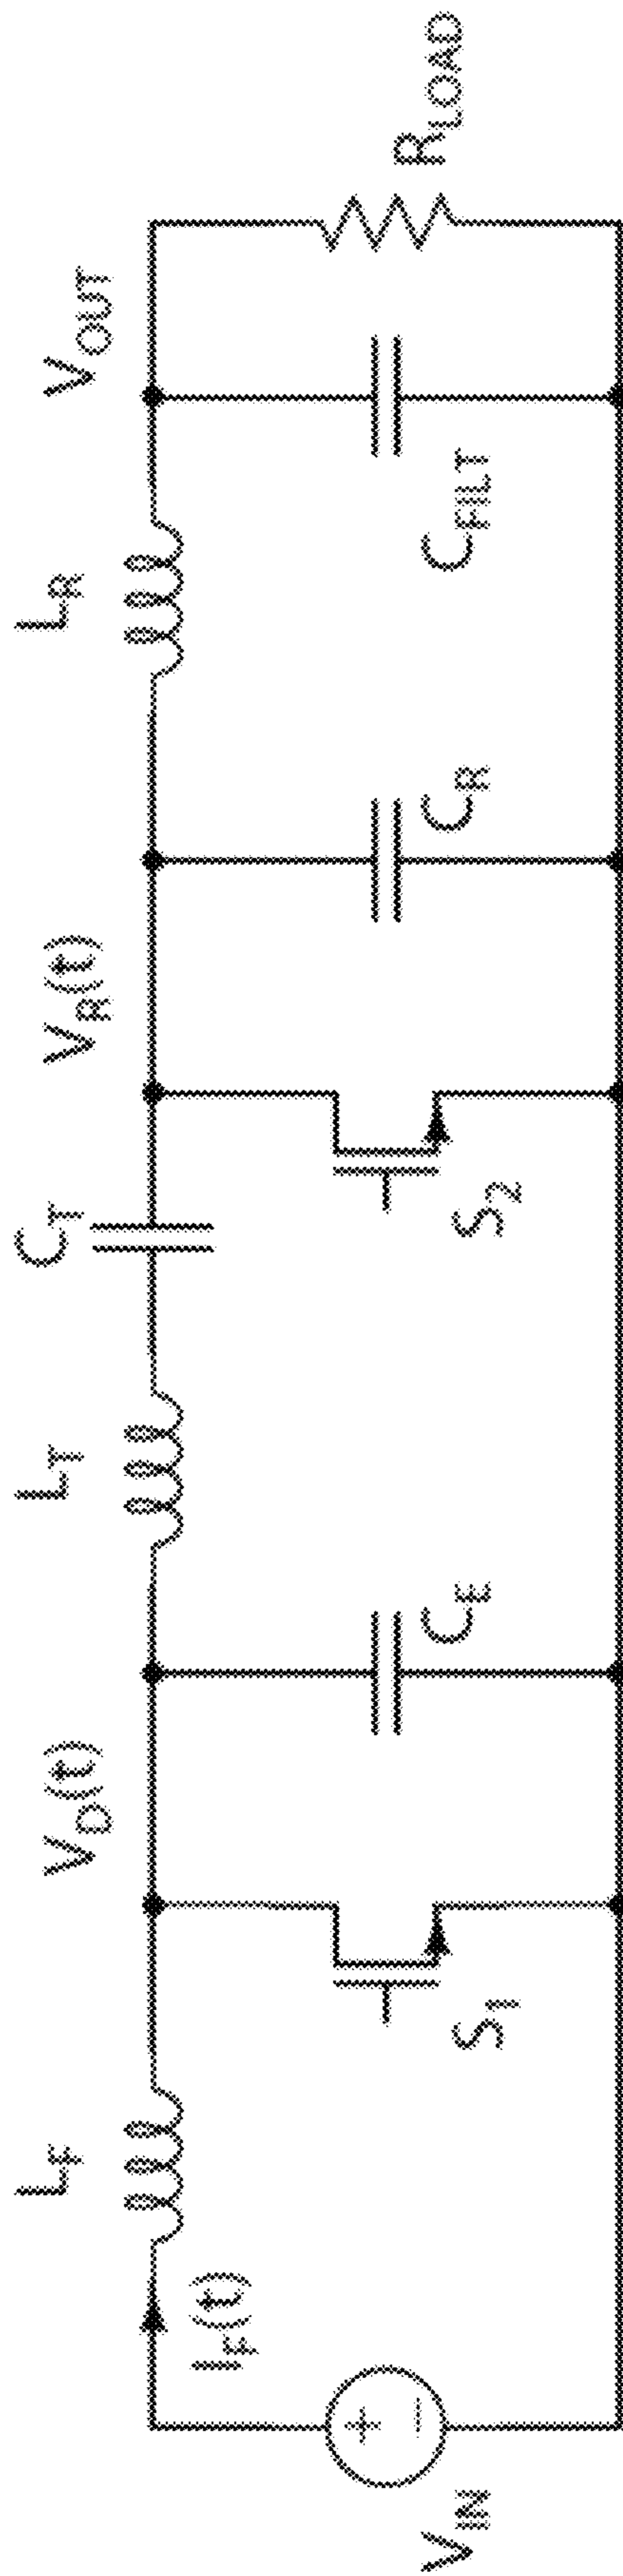 L_F
L_T
C_T
L_R
V_D(t)
V_R(t)
V_OUT
I_F(t)
V_IN
+
−
S_1
C_E
S_2
C_R
C_FILT
R_LOAD